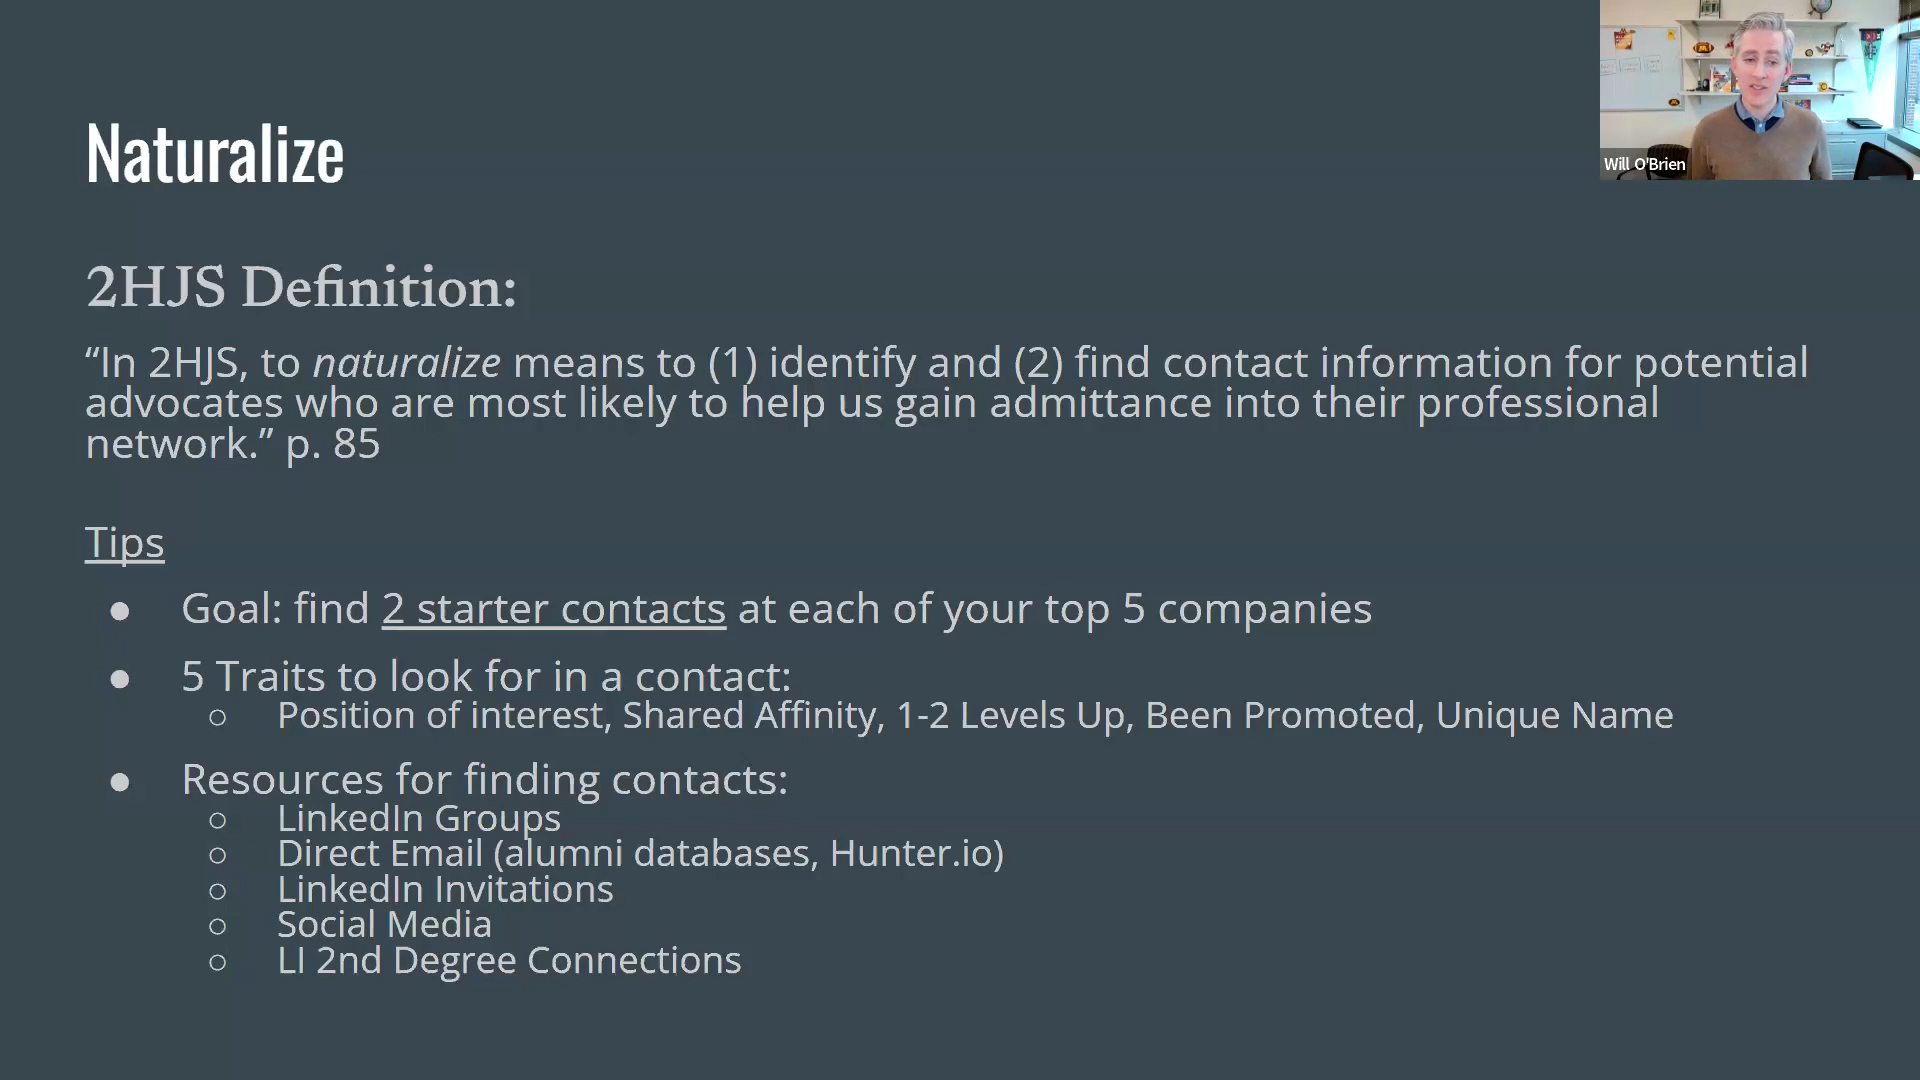 Naturalize
Will O'Brien
2HJS Definition:
“In 2HJS, to naturalize means to (1) identify and (2) find contact information for potential
advocates who are most likely to help us gain admittance into their professional
network.” p. 85
Tips
● Goal: find 2 starter contacts at each of your top 5 companies
● 5 Traits to look for in a contact:
○ Position of interest, Shared Affinity, 1-2 Levels Up, Been Promoted, Unique Name
● Resources for finding contacts:
○ LinkedIn Groups
○ Direct Email (alumni databases, Hunter.io)
○ LinkedIn Invitations
○ Social Media
○ LI 2nd Degree Connections